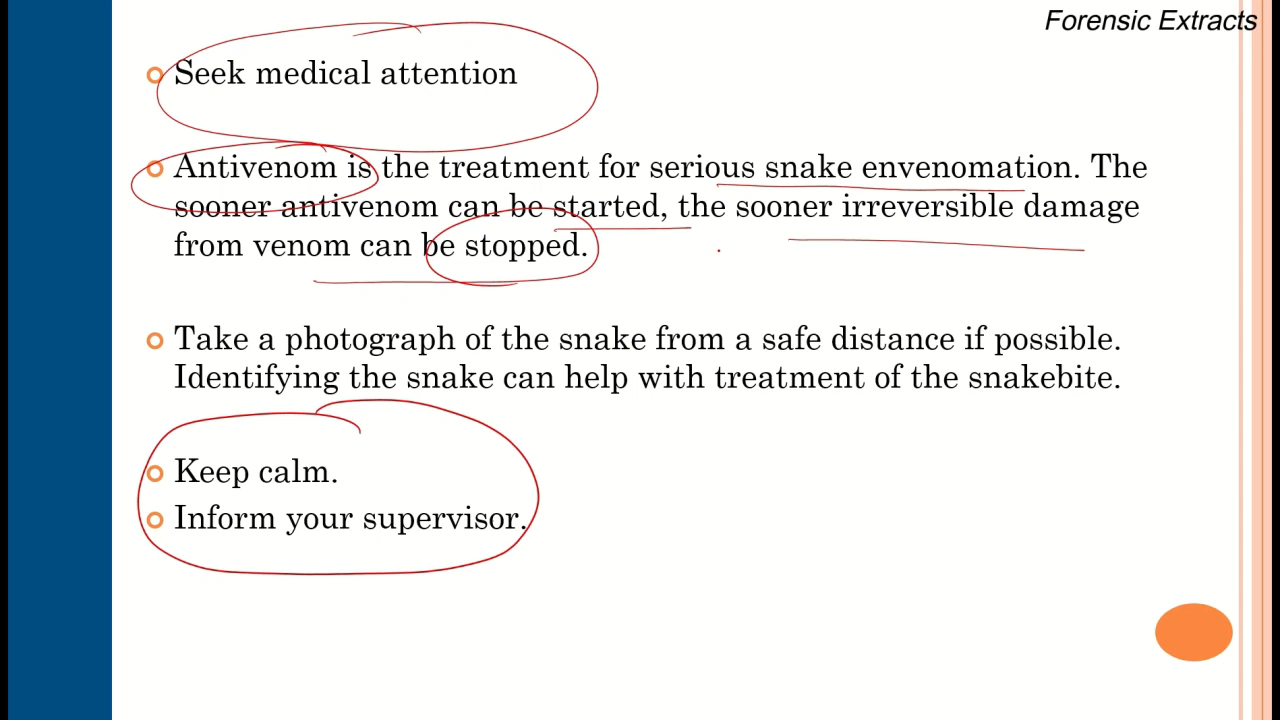 Forensic Extracts
Seek medical attention
Antivenom is the treatment for serious snake envenomation. The
sooner antivenom can be started, the sooner irreversible damage
from venom can be stopped.
Take a photograph of the snake from a safe distance if possible.
Identifying the snake can help with treatment of the snakebite.
Keep calm.
Inform your supervisor.